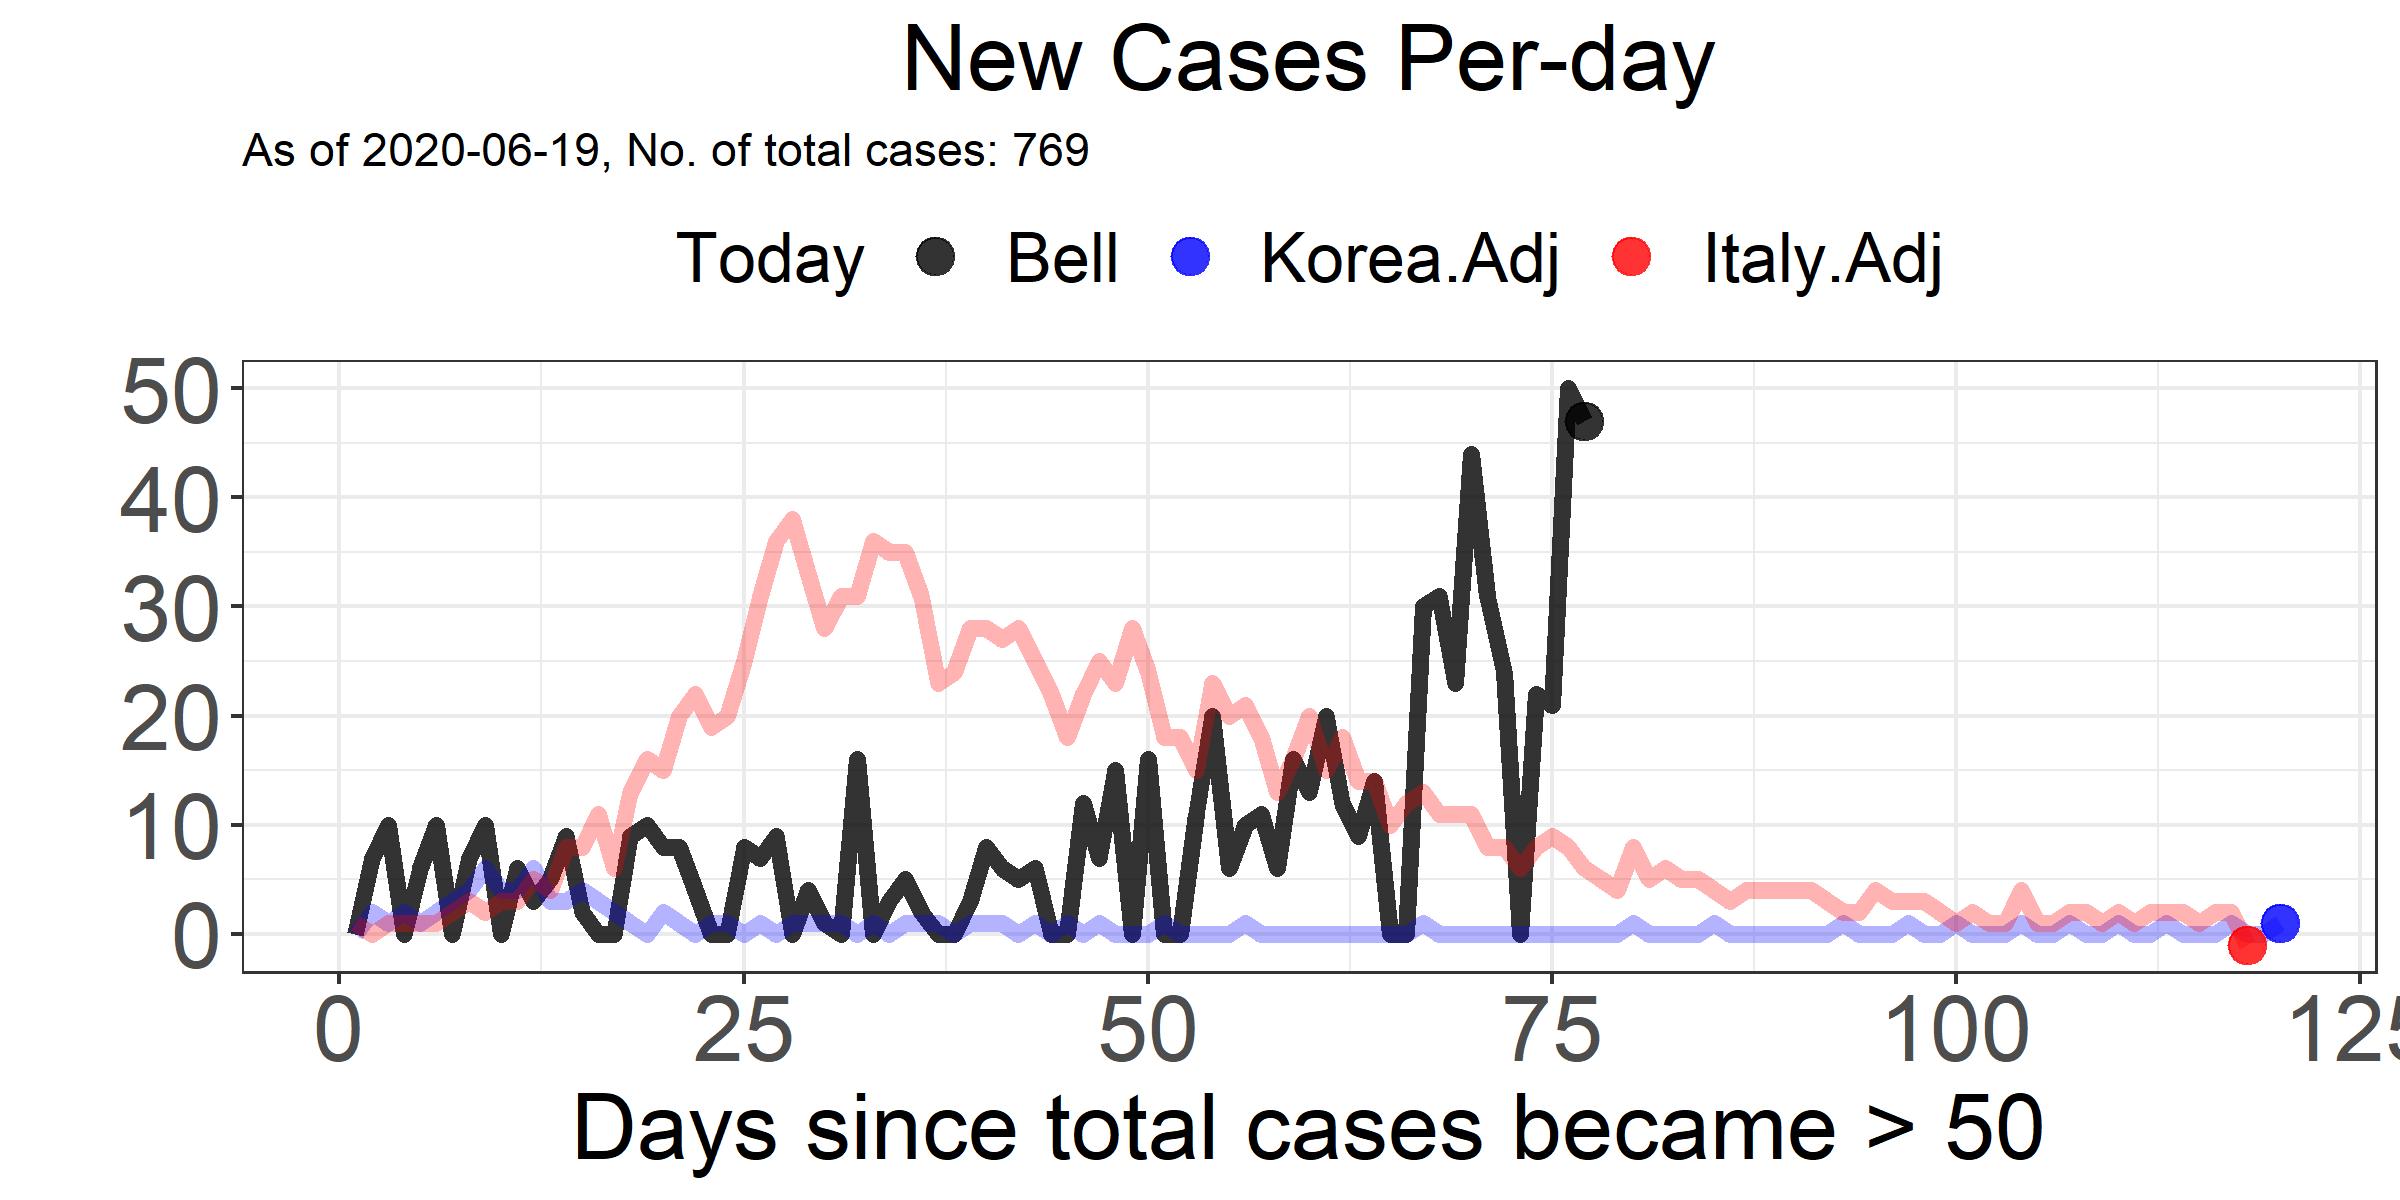 New Cases Per-day
As of 2020-06-19, No. of total cases: 769
Today Bell Korea.Adj Italy.Adj
50
40
30
20
10
0
0 25 50 75 100 125
Days since total cases became > 50